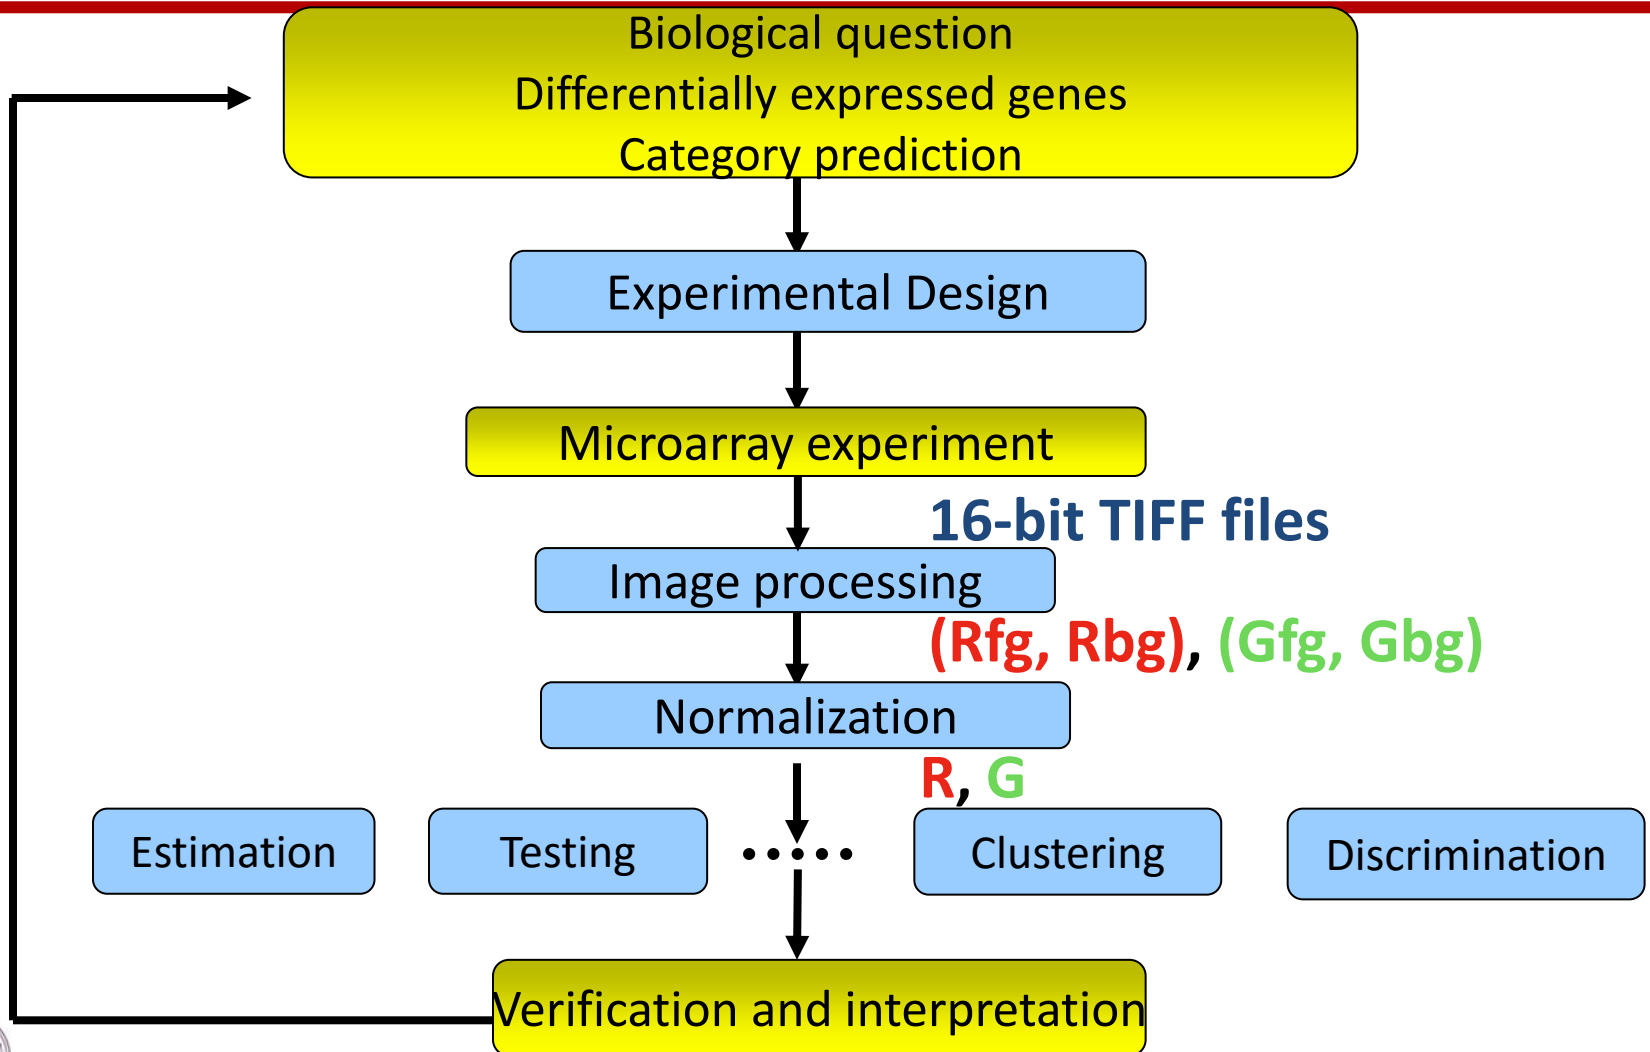 Biological question
Differentially expressed genes
Category prediction
Experimental Design
Microarray experiment
16-bit TIFF files
Image processing
(Rfg, Rbg), (Gfg, Gbg)
Normalization
R, G
Estimation
Testing
Clustering
Discrimination
Verification and interpretation